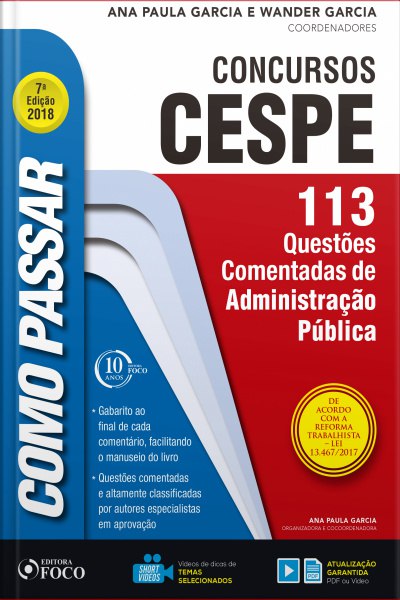 ANA PAULA GARCIA E WANDER GARCIA
COORDENADORES
7ª
Edição
2018
CONCURSOS
CESPE
COMO PASSAR
113
Questões
Comentadas de
Administração
Pública
10
ANOS
EDITORA
FOCO
* Gabarito ao
final de cada
comentário, facilitando
o manuseio do livro
* Questões comentadas
e altamente classificadas
por autores especialistas
em aprovação
DE
ACORDO
COM A
REFORMA
TRABALHISTA
– LEI
13.467/2017
ANA PAULA GARCIA
ORGANIZADORA E COCOORDENADORA
EDITORA
FOCO
SHORT
VIDEOS
Vídeos de dicas de
TEMAS
SELECIONADOS
PDF
ATUALIZAÇÃO
GARANTIDA
PDF ou Vídeo